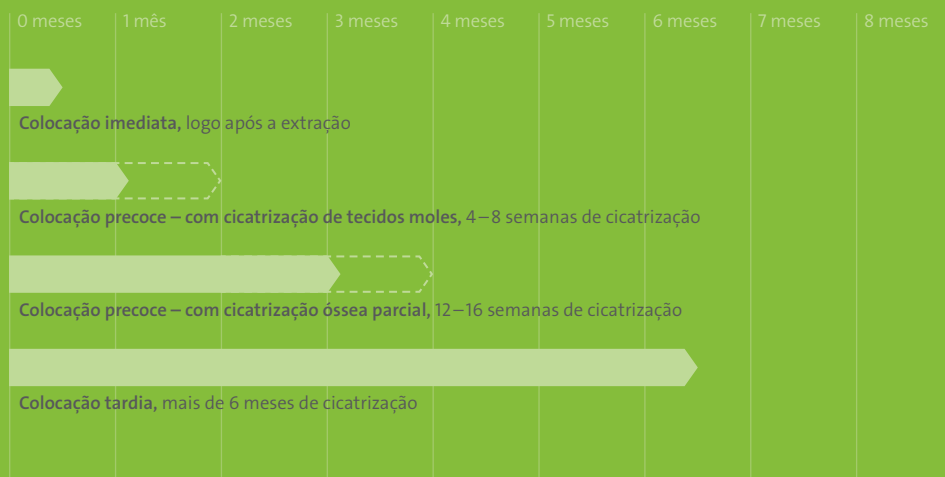 0 meses 1 mês 2 meses 3 meses 4 meses 5 meses 6 meses 7 meses 8 meses
Colocação imediata, logo após a extração
Colocação precoce – com cicatrização de tecidos moles, 4–8 semanas de cicatrização
Colocação precoce – com cicatrização óssea parcial, 12–16 semanas de cicatrização
Colocação tardia, mais de 6 meses de cicatrização